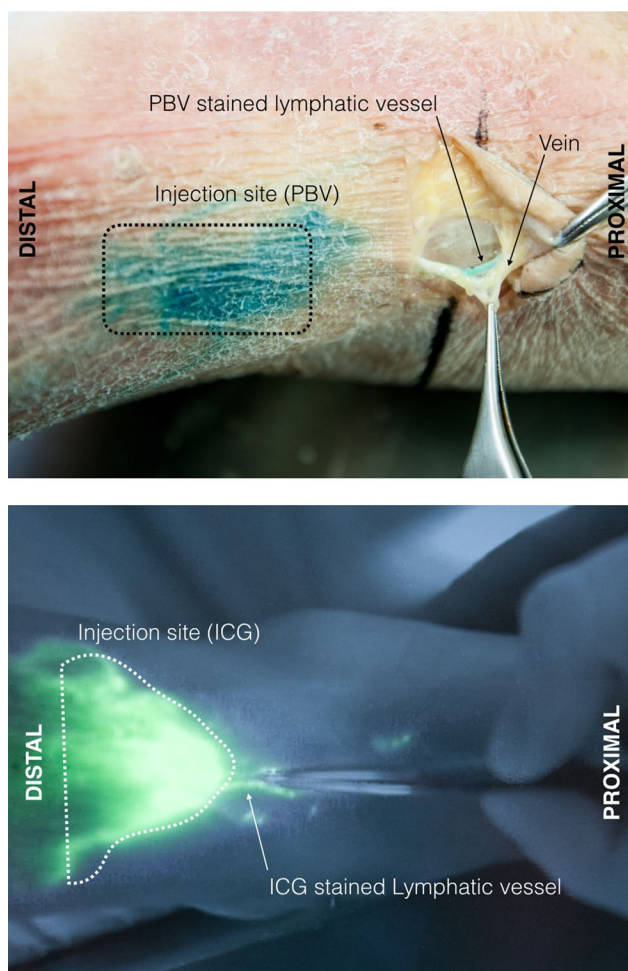 PBV stained lymphatic vessel
Vein
Injection site (PBV)
DISTAL
PROXIMAL
Injection site (ICG)
DISTAL
PROXIMAL
ICG stained Lymphatic vessel